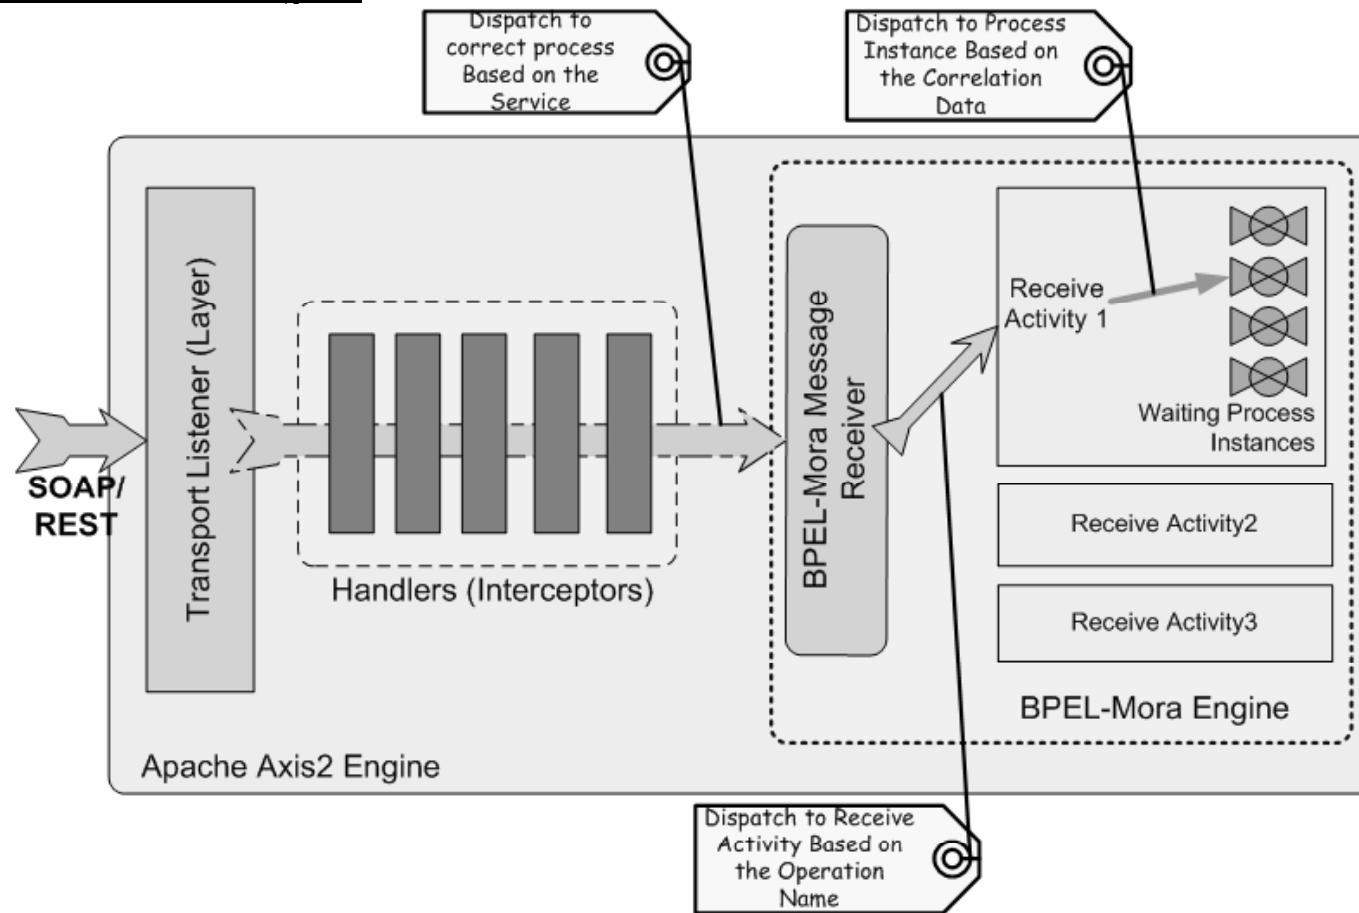 Dispatch to
correct process
Based on the
Service
Dispatch to Process
Instance Based on
the Correlation
Data
Transport Listener (Layer)
SOAP/
REST
Handlers (Interceptors)
BPEL-Mora Message
Receiver
Receive
Activity 1
Waiting Process
Instances
Receive Activity2
Receive Activity3
BPEL-Mora Engine
Apache Axis2 Engine
Dispatch to Receive
Activity Based on
the Operation
Name